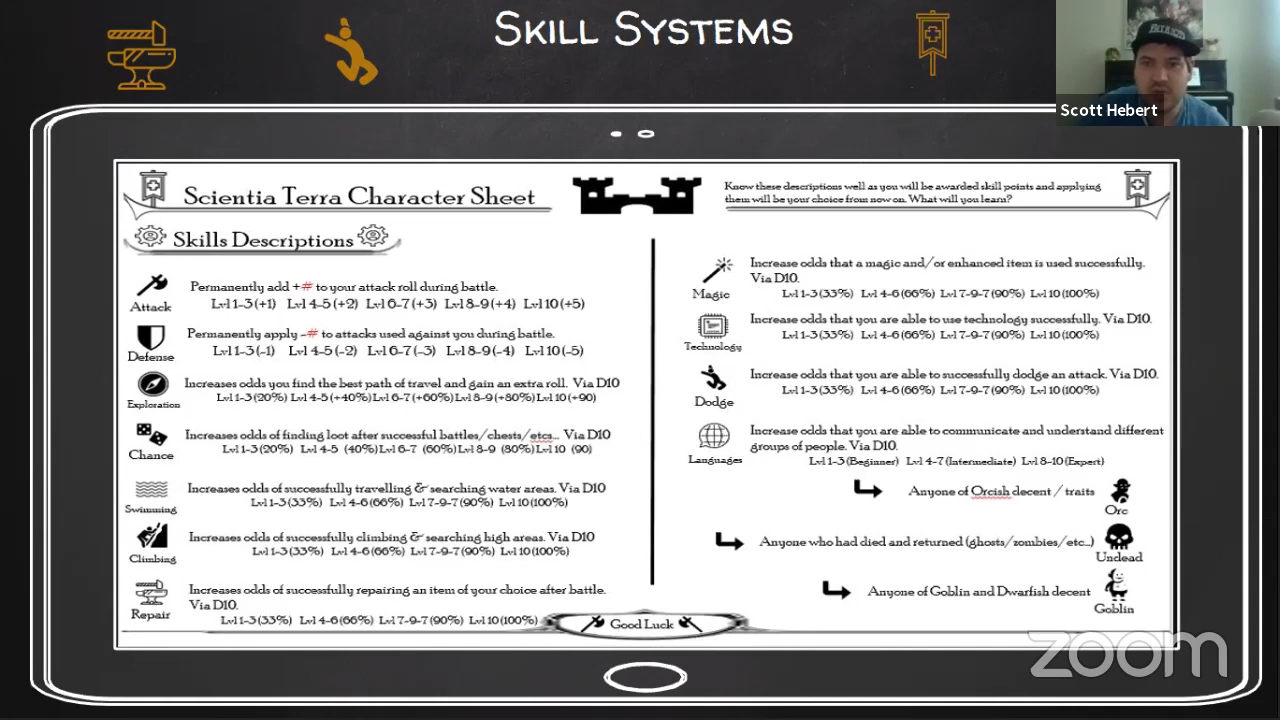 Skill Systems
Scott Hebert
Scientia Terra Character Sheet
Know these descriptions well as you will be awarded skill points and applying
them will be your choice from now on. What will you learn?
Skills Descriptions
Attack
Permanently add +# to your attack roll during battle.
Lvl 1-3 (+1) Lvl 4-5 (+2) Lvl 6-7 (+3) Lvl 8-9 (+4) Lvl 10 (+5)
Defense
Permanently apply -# to attacks used against you during battle.
Lvl 1-3 (-1) Lvl 4-5 (-2) Lvl 6-7 (-3) Lvl 8-9 (-4) Lvl 10 (-5)
Exploration
Increases odds you find the best path of travel and gain an extra roll. Via D10
Lvl 1-3 (20%) Lvl 4-5 (+40%) Lvl 6-7 (+60%) Lvl 8-9 (+80%) Lvl 10 (+90)
Chance
Increases odds of finding loot after successful battles/chests/etcs... Via D10
Lvl 1-3 (20%) Lvl 4-5 (40%) Lvl 6-7 (60%) Lvl 8-9 (80%) Lvl 10 (90)
Swimming
Increases odds of successfully travelling & searching water areas. Via D10
Lvl 1-3 (33%) Lvl 4-6 (66%) Lvl 7-9-7 (90%) Lvl 10 (100%)
Climbing
Increases odds of successfully climbing & searching high areas. Via D10
Lvl 1-3 (33%) Lvl 4-6 (66%) Lvl 7-9-7 (90%) Lvl 10 (100%)
Repair
Increases odds of successfully repairing an item of your choice after battle.
Via D10.
Lvl 1-3 (33%) Lvl 4-6 (66%) Lvl 7-9-7 (90%) Lvl 10 (100%)
Magic
Increase odds that a magic and/or enhanced item is used successfully.
Via D10.
Lvl 1-3 (33%) Lvl 4-6 (66%) Lvl 7-9-7 (90%) Lvl 10 (100%)
Technology
Increase odds that you are able to use technology successfully. Via D10.
Lvl 1-3 (33%) Lvl 4-6 (66%) Lvl 7-9-7 (90%) Lvl 10 (100%)
Dodge
Increase odds that you are able to successfully dodge an attack. Via D10.
Lvl 1-3 (33%) Lvl 4-6 (66%) Lvl 7-9-7 (90%) Lvl 10 (100%)
Languages
Increase odds that you are able to communicate and understand different
groups of people. Via D10.
Lvl 1-3 (Beginner) Lvl 4-7 (Intermediate) Lvl 8-10 (Expert)
Anyone of Orcish decent / traits
Orc
Anyone who had died and returned (ghosts/zombies/etc...)
Undead
Anyone of Goblin and Dwarfish decent
Goblin
Good Luck
zoom